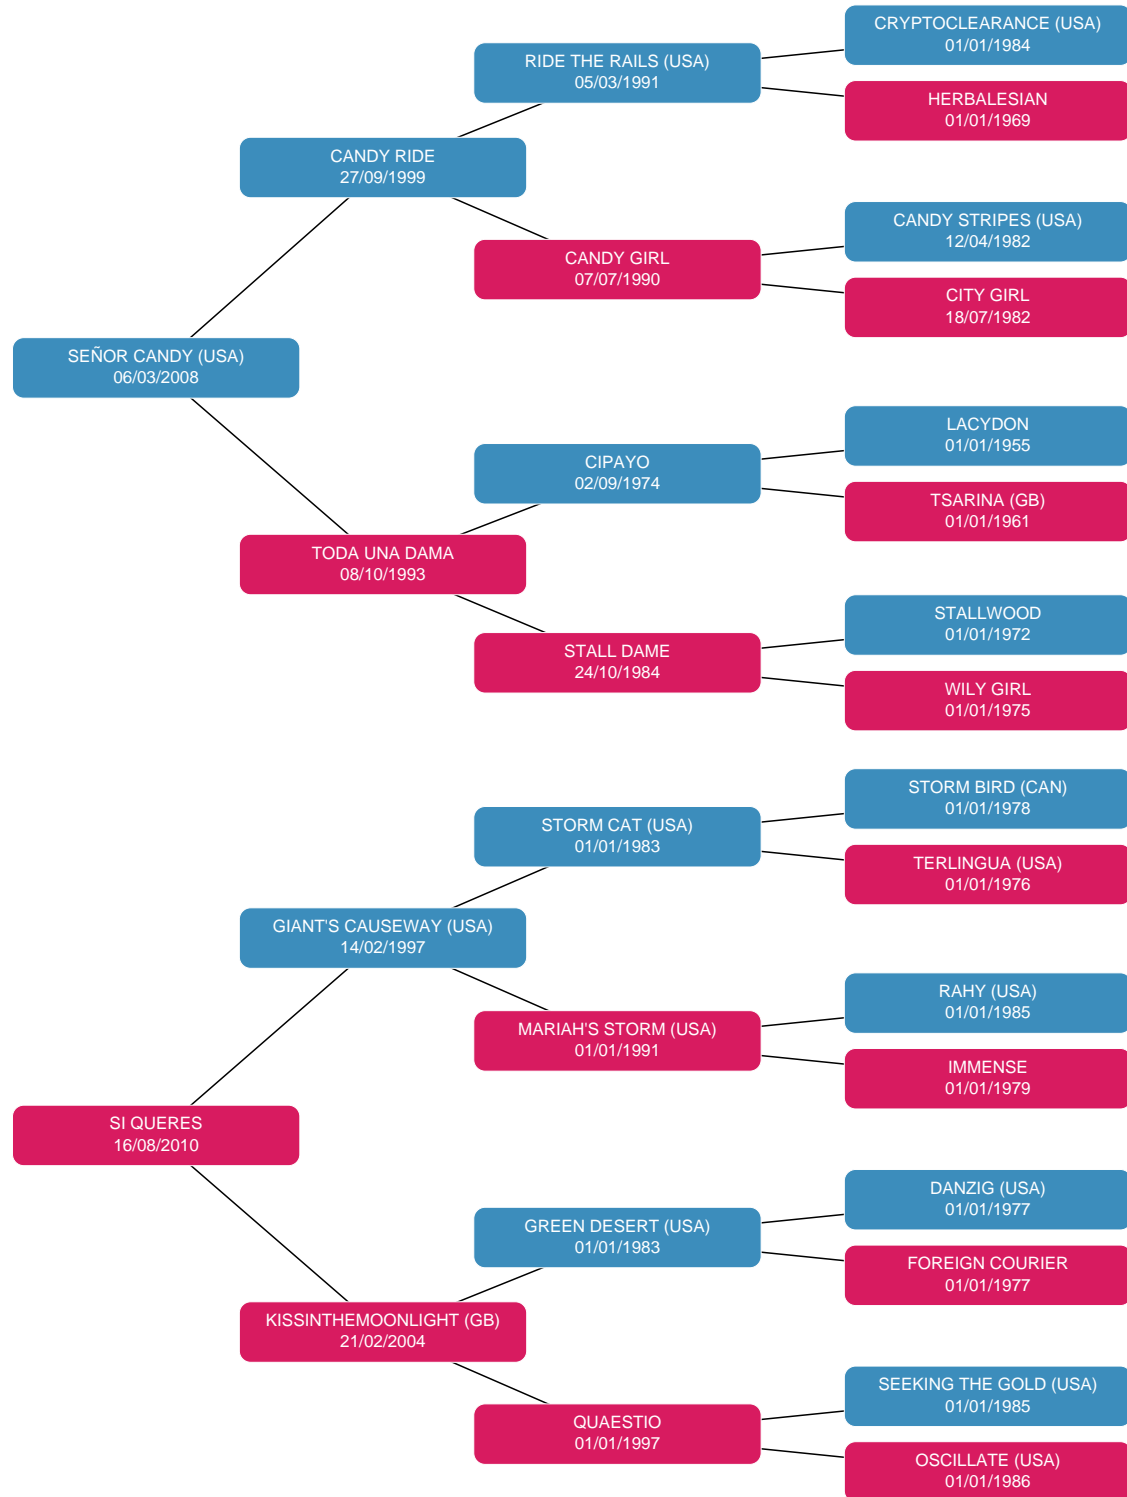 CRYPTOCLEARANCE (USA)
01/01/1984
RIDE THE RAILS (USA)
05/03/1991
HERBALESIAN
01/01/1969
CANDY RIDE
27/09/1999
CANDY STRIPES (USA)
12/04/1982
CANDY GIRL
07/07/1990
CITY GIRL
18/07/1982
SEÑOR CANDY (USA)
06/03/2008
LACYDON
01/01/1955
CIPAYO
02/09/1974
TSARINA (GB)
01/01/1961
TODA UNA DAMA
08/10/1993
STALLWOOD
01/01/1972
STALL DAME
24/10/1984
WILY GIRL
01/01/1975
STORM BIRD (CAN)
01/01/1978
STORM CAT (USA)
01/01/1983
TERLINGUA (USA)
01/01/1976
GIANT'S CAUSEWAY (USA)
14/02/1997
RAHY (USA)
01/01/1985
MARIAH'S STORM (USA)
01/01/1991
IMMENSE
01/01/1979
SI QUERES
16/08/2010
DANZIG (USA)
01/01/1977
GREEN DESERT (USA)
01/01/1983
FOREIGN COURIER
01/01/1977
KISSINTHEMOONLIGHT (GB)
21/02/2004
SEEKING THE GOLD (USA)
01/01/1985
QUAESTIO
01/01/1997
OSCILLATE (USA)
01/01/1986